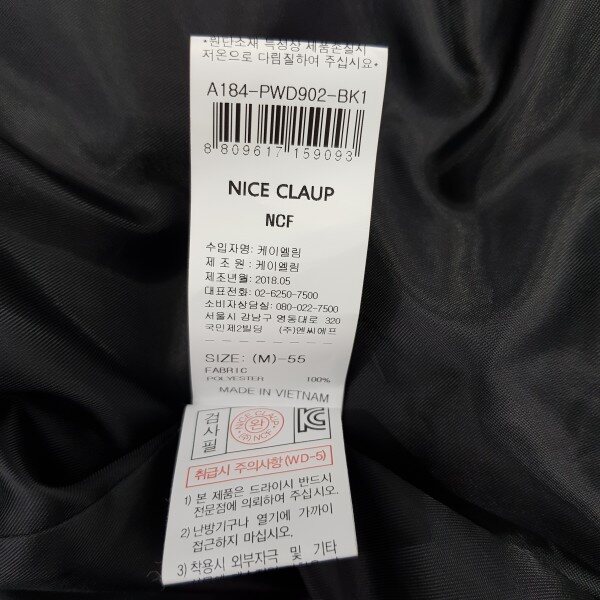 *원단소재 특성상 제품손질시
저온으로 다림질하여 주십시요*
A184-PWD902-BK1
8 809617 159093
NICE CLAUP
NCF
수입자명: 케이엘림
제 조 원 : 케이엘림
제조년월: 2018.05
대표전화: 02-6250-7500
소비자상담실: 080-022-7500
서울시 강남구 영동대로 320
국민제2빌딩 (주)엔씨에프
SIZE: (M)-55
FABRIC
POLYESTER 100%
MADE IN VIETNAM
검사필
NICE CLAUP
완
(주) NCF
취급시 주의사항(WD-5)
1) 본 제품은 드라이시 반드시
전문점에 의뢰하여 주십시오.
2) 난방기구나 열기에 가까이
접근하지 마십시오.
3) 착용시 외부자극 및 기타